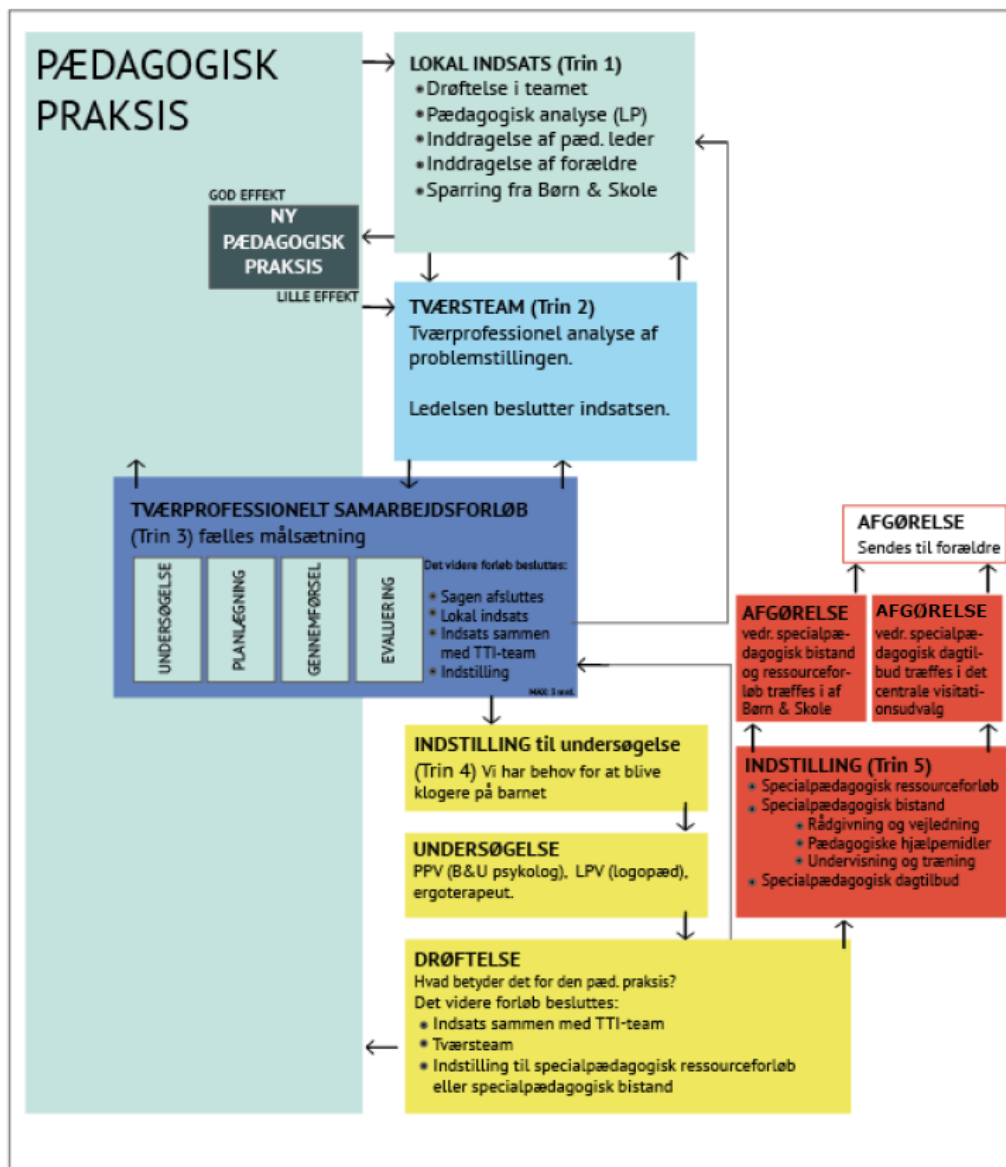 PÆDAGOGISK
PRAKSIS
LOKAL INDSATS (Trin 1)
Drøftelse i teamet
Pædagogisk analyse (LP)
Inddragelse af pæd. leder
Inddragelse af forældre
Sparring fra Børn & Skole
GOD EFFEKT
NY
PÆDAGOGISK
PRAKSIS
LILLE EFFEKT
TVÆRSTEAM (Trin 2)
Tværprofessionel analyse af
problemstillingen.
Ledelsen beslutter indsatsen.
TVÆRPROFESSIONELT SAMARBEJDSFORLØB
(Trin 3) fælles målsætning
UNDERSØGELSE
PLANLÆGNING
GENNEMFØRSEL
EVALUERING
Det videre forløb besluttes:
Sagen afsluttes
Lokal indsats
Indsats sammen
med TTI-team
Indstilling
MAX: 3 mrd.
INDSTILLING til undersøgelse
(Trin 4) Vi har behov for at blive
klogere på barnet
UNDERSØGELSE
PPV (B&U psykolog), LPV (logopæd),
ergoterapeut.
DRØFTELSE
Hvad betyder det for den pæd. praksis?
Det videre forløb besluttes:
Indsats sammen med TTI-team
Tværsteam
Indstilling til specialpædagogisk ressourceforløb
eller specialpædagogisk bistand
AFGØRELSE
Sendes til forældre
AFGØRELSE
vedr. specialpæ-
dagogisk bistand
og ressourcefor-
løb træffes i af
Børn & Skole
AFGØRELSE
vedr. specialpæ-
dagogisk dagtil-
bud træffes i det
centrale visitati-
onsudvalg
INDSTILLING (Trin 5)
Specialpædagogisk ressourceforløb
Specialpædagogisk bistand
Rådgivning og vejledning
Pædagogiske hjælpemidler
Undervisning og træning
Specialpædagogisk dagtilbud